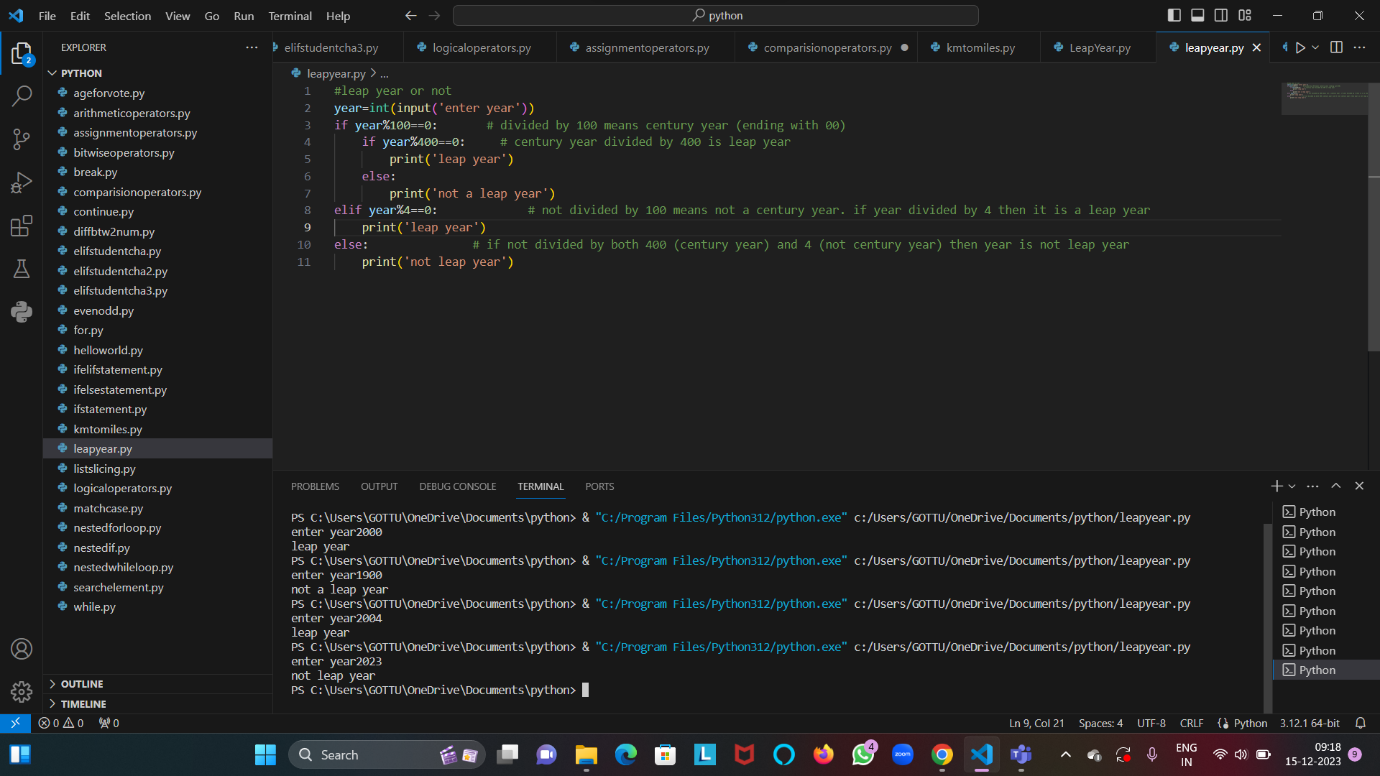 File Edit Selection View Go Run Terminal Help
python
EXPLORER
elifstudentcha3.py logicaloperators.py assignmentoperators.py comparisionoperators.py kmtomiles.py LeapYear.py leapyear.py
PYTHON
ageforvote.py
arithmeticoperators.py
assignmentoperators.py
bitwiseoperators.py
break.py
comparisionoperators.py
continue.py
diffbtw2num.py
elifstudentcha.py
elifstudentcha2.py
elifstudentcha3.py
evenodd.py
for.py
helloworld.py
ifelifstatement.py
ifelsestatement.py
ifstatement.py
kmtomiles.py
leapyear.py
listslicing.py
logicaloperators.py
matchcase.py
nestedforloop.py
nestedif.py
nestedwhileloop.py
searchelement.py
while.py
OUTLINE
TIMELINE
2
leapyear.py > ...
1 #leap year or not
2 year=int(input('enter year'))
3 if year%100==0: # divided by 100 means century year (ending with 00)
4 if year%400==0: # century year divided by 400 is leap year
5 print('leap year')
6 else:
7 print('not a leap year')
8 elif year%4==0: # not divided by 100 means not a century year. if year divided by 4 then it is a leap year
9 print('leap year')
10 else: # if not divided by both 400 (century year) and 4 (not century year) then year is not leap year
11 print('not leap year')
PROBLEMS OUTPUT DEBUG CONSOLE TERMINAL PORTS
PS C:\Users\GOTTU\OneDrive\Documents\python> & "C:/Program Files/Python312/python.exe" c:/Users/GOTTU/OneDrive/Documents/python/leapyear.py
enter year2000
leap year
PS C:\Users\GOTTU\OneDrive\Documents\python> & "C:/Program Files/Python312/python.exe" c:/Users/GOTTU/OneDrive/Documents/python/leapyear.py
enter year1900
not a leap year
PS C:\Users\GOTTU\OneDrive\Documents\python> & "C:/Program Files/Python312/python.exe" c:/Users/GOTTU/OneDrive/Documents/python/leapyear.py
enter year2004
leap year
PS C:\Users\GOTTU\OneDrive\Documents\python> & "C:/Program Files/Python312/python.exe" c:/Users/GOTTU/OneDrive/Documents/python/leapyear.py
enter year2023
not leap year
PS C:\Users\GOTTU\OneDrive\Documents\python>
Python
Python
Python
Python
Python
Python
Python
Python
Python
0 0 0 Ln 9, Col 21 Spaces: 4 UTF-8 CRLF Python 3.12.1 64-bit
Search L 4 zoom ENG 09:18
IN 15-12-2023 9